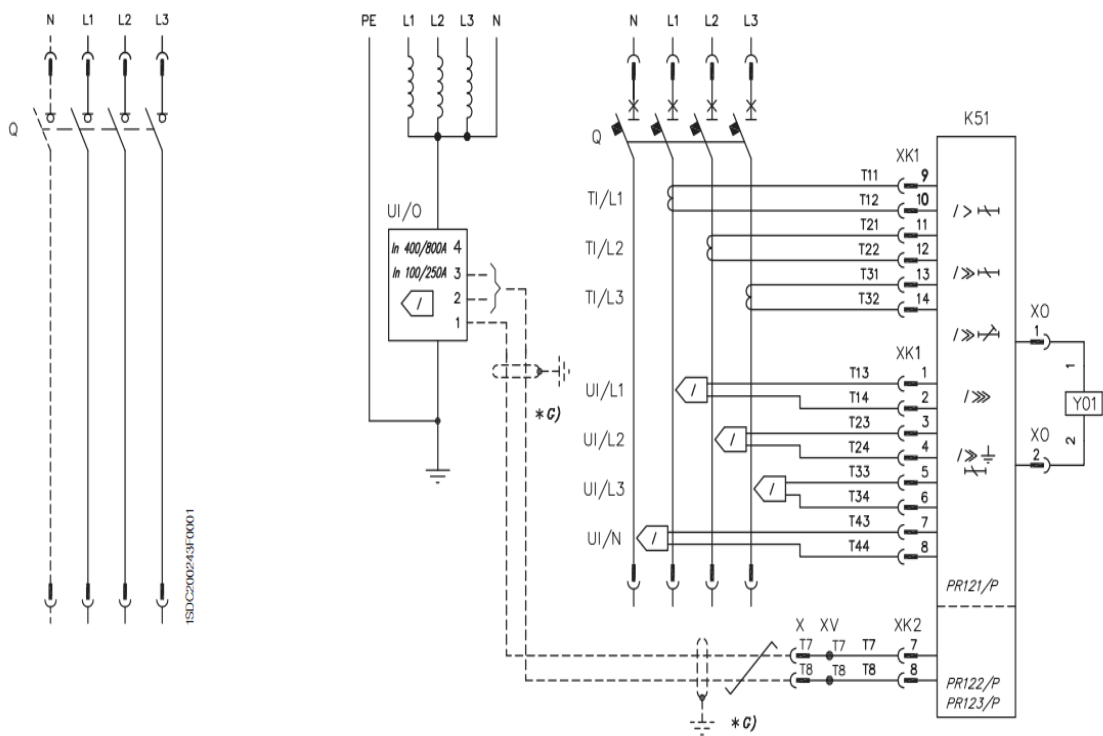 N L1 L2 L3
Q
1SDC200243F0001
PE L1 L2 L3 N
UI/O
In 400/800A 4
In 100/250A 3
/ 2
1
*G)
N L1 L2 L3
Q
K51
XK1
TI/L1
T11 9
T12 10
TI/L2
T21 11
T22 12
TI/L3
T31 13
T32 14
XK1
UI/L1 /
T13 1
T14 2
UI/L2 /
T23 3
T24 4
UI/L3 /
T33 5
T34 6
UI/N /
T43 7
T44 8
/>
/≫
/≫
/⋙
/≫
XO
1
1
YO1
2
XO
2
PR121/P
X XV XK2
T7 T7 T7 7
T8 T8 T8 8
PR122/P
PR123/P
*G)